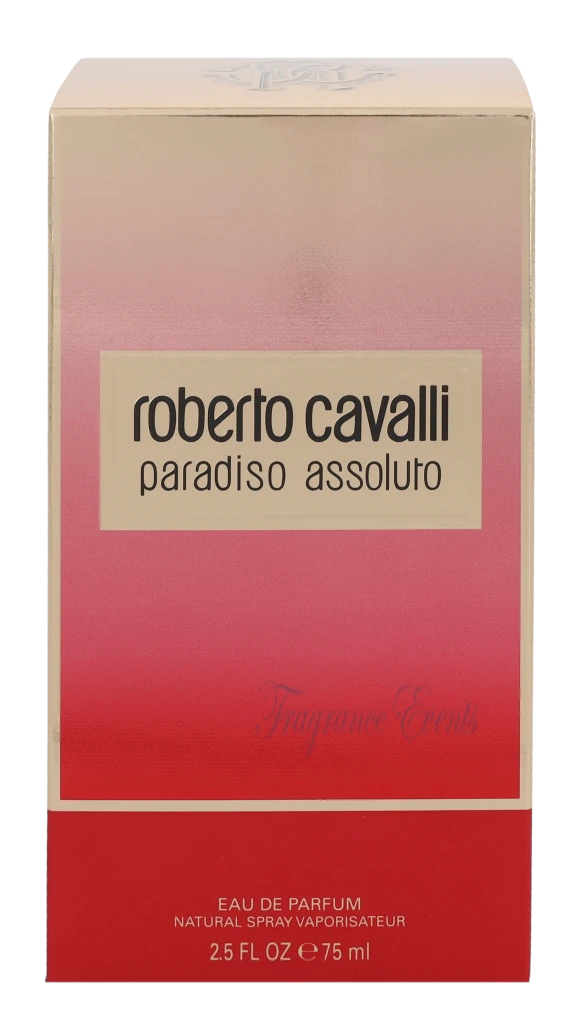 roberto cavalli
paradiso assoluto
Fragrance Events
EAU DE PARFUM
NATURAL SPRAY VAPORISATEUR
2.5 FL OZ ℮ 75 ml